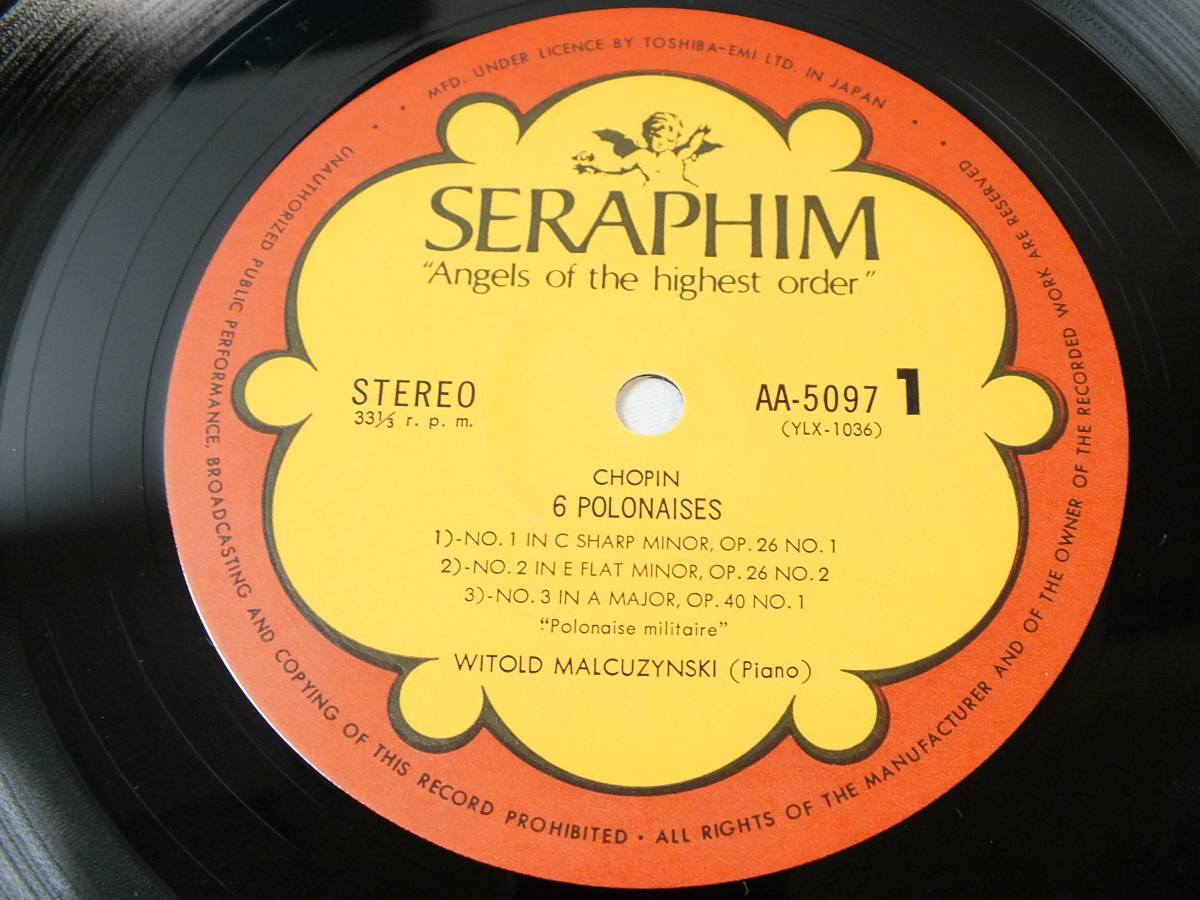 MFD. UNDER LICENCE BY TOSHIBA-EMI LTD. IN JAPAN
SERAPHIM
"Angels of the highest order"
STEREO
33⅓ r. p. m.
AA-5097 1
(YLX-1036)
CHOPIN
6 POLONAISES
1)-NO. 1 IN C SHARP MINOR, OP. 26 NO. 1
2)-NO. 2 IN E FLAT MINOR, OP. 26 NO. 2
3)-NO. 3 IN A MAJOR, OP. 40 NO. 1
"Polonaise militaire"
WITOLD MALCUZYNSKI (Piano)
UNAUTHORIZED PUBLIC PERFORMANCE, BROADCASTING AND COPYING OF THIS RECORD PROHIBITED • ALL RIGHTS OF THE MANUFACTURER AND OF THE OWNER OF THE RECORDED WORK ARE RESERVED